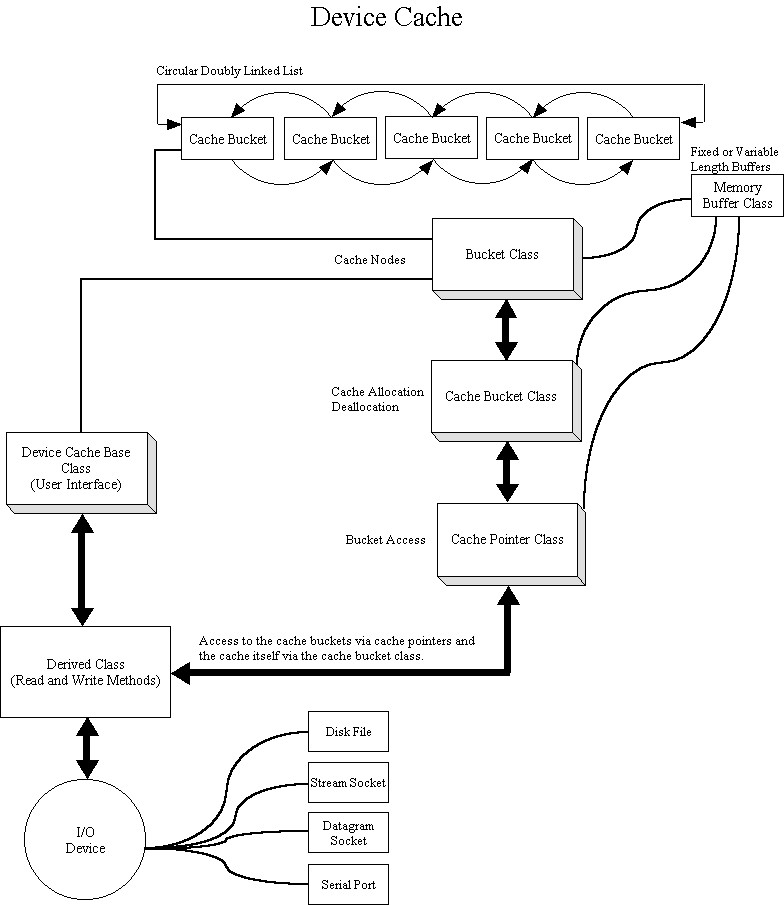 Device Cache
Circular Doubly Linked List
Cache Bucket
Cache Bucket
Cache Bucket
Cache Bucket
Cache Bucket
Fixed or Variable
Length Buffers
Memory
Buffer Class
Bucket Class
Cache Nodes
Cache Allocation
Deallocation
Cache Bucket Class
Device Cache Base
Class
(User Interface)
Bucket Access
Cache Pointer Class
Access to the cache buckets via cache pointers and
the cache itself via the cache bucket class.
Derived Class
(Read and Write Methods)
Disk File
Stream Socket
I/O
Device
Datagram
Socket
Serial Port